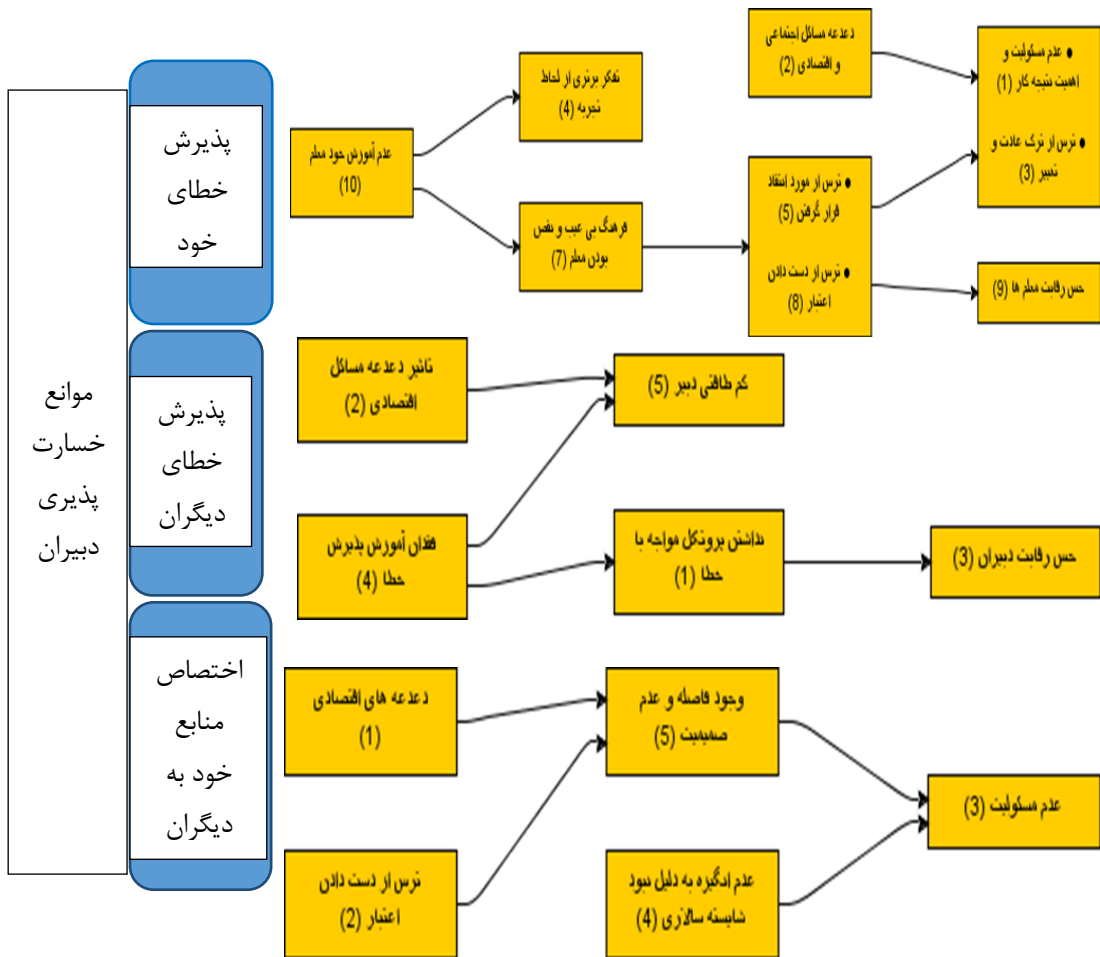 موانع
خسارت
پذیری
دبیران
پذیرش
خطای
خود
عدم آموزش خود معلم
(10)
تفکر برتری از لحاظ
تجربه (4)
فرهنگ بی عیب و نقص
بودن معلم (7)
دغدغه مسائل اجتماعی
و اقتصادی (2)
● ترس از مورد انتقاد
قرار گرفتن (5)
● ترس از دست دادن
اعتبار (8)
● عدم مسئولیت و
اهمیت نتیجه کار (1)
● ترس از ترک عادت و
تغییر (3)
حس رقابت معلم ها (9)
پذیرش
خطای
دیگران
تاثیر دغدغه مسائل
اقتصادی (2)
فقدان آموزش پذیرش
خطا (4)
کم طاقتی دبیر (5)
نداشتن پروتکل مواجه با
خطا (1)
حس رقابت دبیران (3)
اختصاص
منابع
خود به
دیگران
دغدغه های اقتصادی
(1)
ترس از دست دادن
اعتبار (2)
وجود فاصله و عدم
صمیمیت (5)
عدم انگیزه به دلیل نبود
شایسته سالاری (4)
عدم مسئولیت (3)